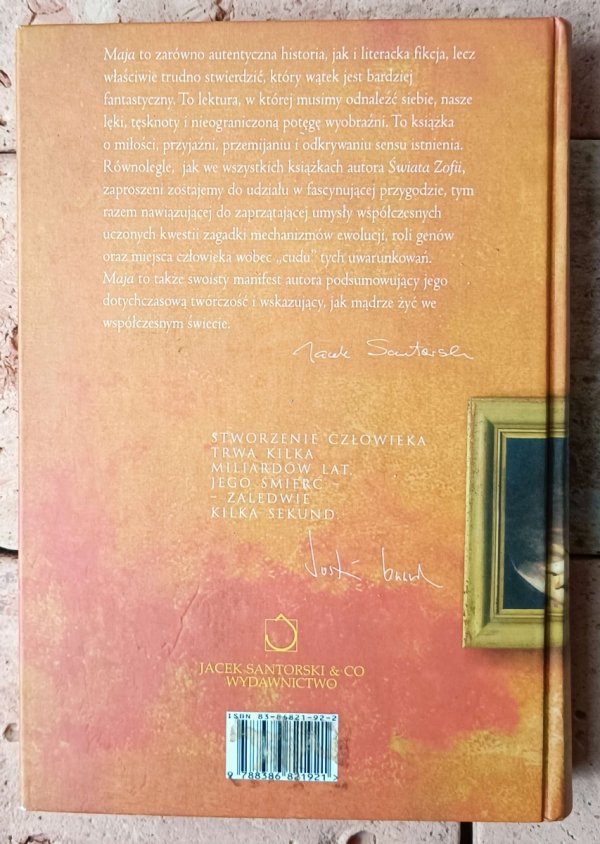 Maja to zarówno autentyczna historia, jak i literacka fikcja, lecz
właściwie trudno stwierdzić, który wątek jest bardziej
fantastyczny. To lektura, w której musimy odnaleźć siebie, nasze
lęki, tęsknoty i nieograniczoną potęgę wyobraźni. To książka
o miłości, przyjaźni, przemijaniu i odkrywaniu sensu istnienia.
Równolegle, jak we wszystkich książkach autora Świata Zofii,
zaproszeni zostajemy do udziału w fascynującej przygodzie, tym
razem nawiązującej do zaprzątającej umysły współczesnych
uczonych kwestii zagadki mechanizmów ewolucji, roli genów
oraz miejsca człowieka wobec „cudu" tych uwarunkowań.
Maja to także swoisty manifest autora podsumowujący jego
dotychczasową twórczość i wskazujący, jak mądrze żyć we
współczesnym świecie.
Jacek Santorski
STWORZENIE CZŁOWIEKA
TRWA KILKA
MILIARDÓW LAT,
JEGO ŚMIERĆ –
– ZALEDWIE
KILKA SEKUND
JACEK SANTORSKI & CO
WYDAWNICTWO
ISBN 83-86821-92-2
9 788386 821921